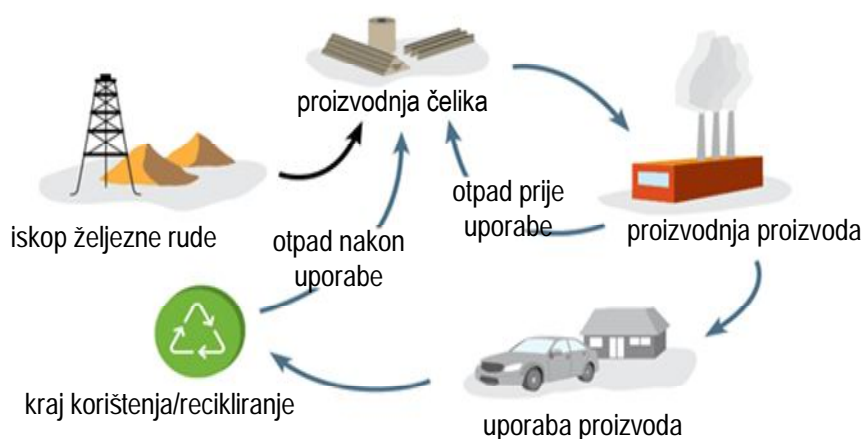 proizvodnja čelika
iskop željezne rude
otpad nakon
uporabe
otpad prije
uporabe
proizvodnja proizvoda
kraj korištenja/recikliranje
uporaba proizvoda